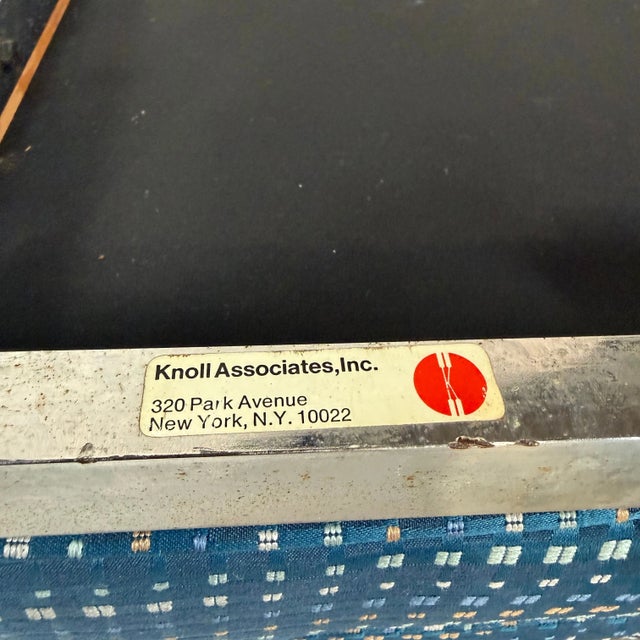 Knoll Associates, Inc.
320 Park Avenue
New York, N.Y. 10022